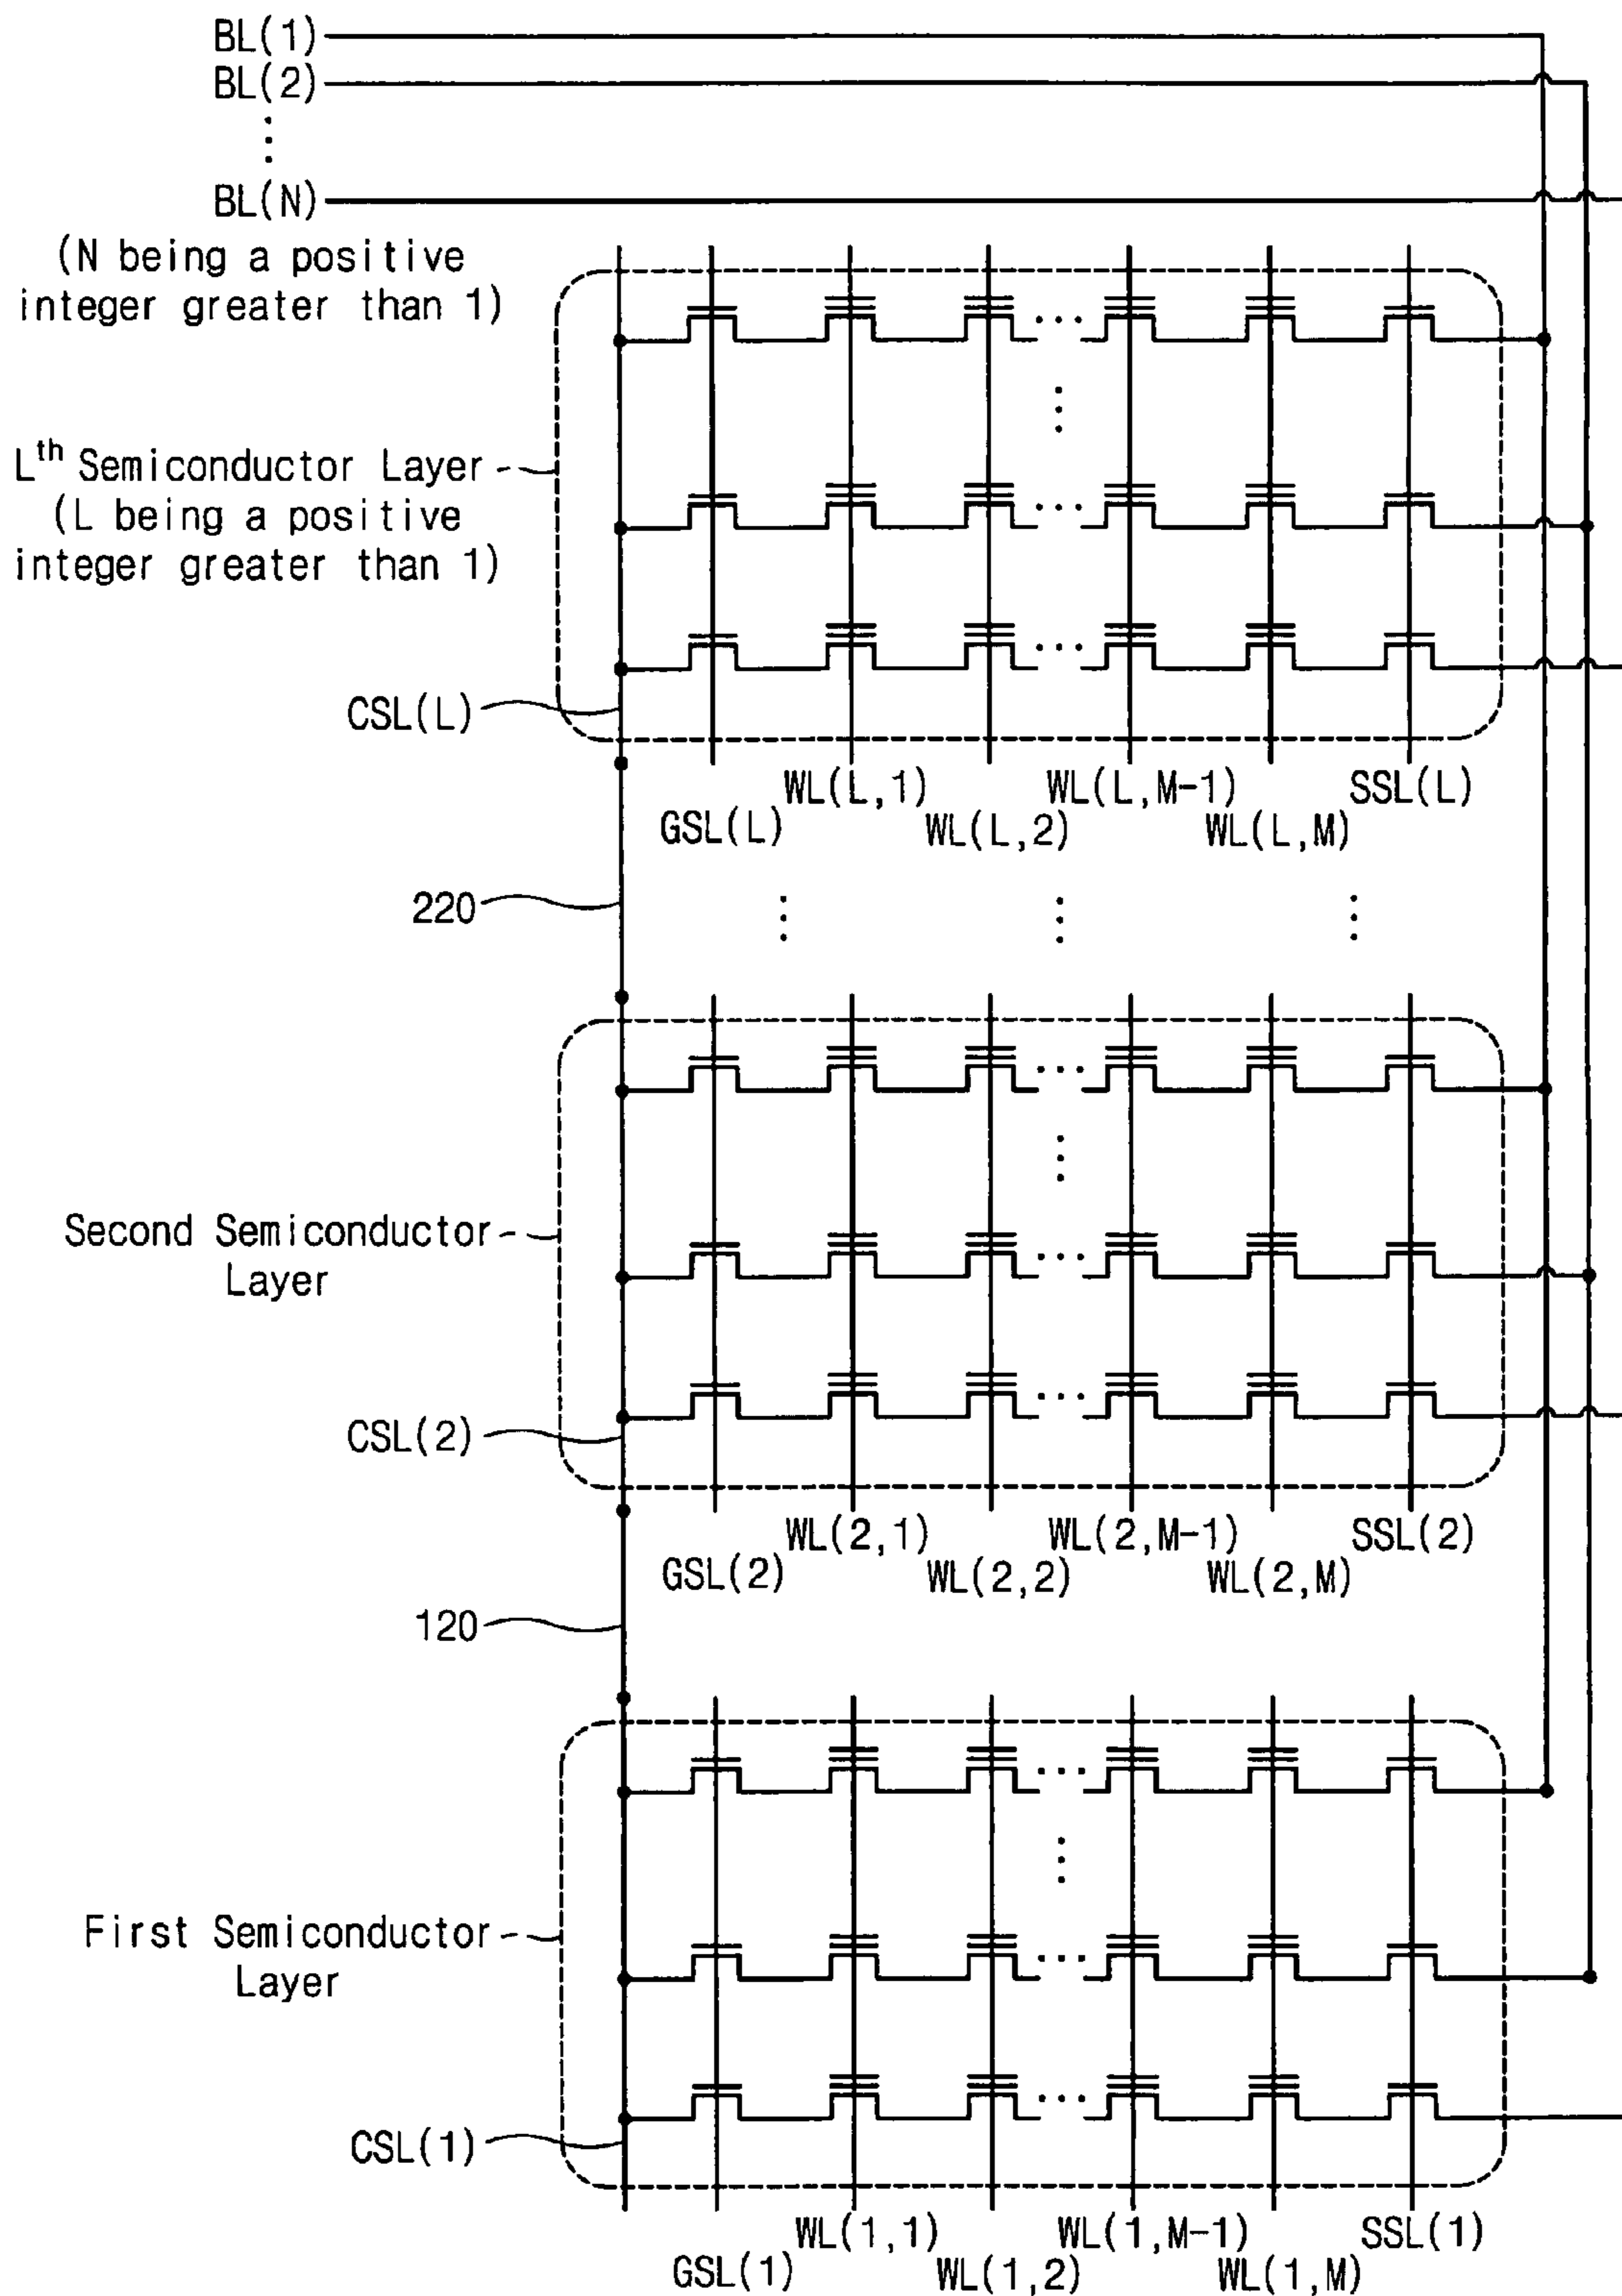 BL(1)
BL(2)
BL(N)
(N being a positive
integer greater than 1)
Lth Semiconductor Layer
(L being a positive
integer greater than 1)
CSL(L)
WL(L,1)
WL(L,M-1)
SSL(L)
GSL(L)
WL(L,2)
WL(L,M)
220
Second Semiconductor
Layer
CSL(2)
WL(2,1)
WL(2,M-1)
SSL(2)
GSL(2)
WL(2,2)
WL(2,M)
120
First Semiconductor
Layer
CSL(1)
WL(1,1)
WL(1,M-1)
SSL(1)
GSL(1)
WL(1,2)
WL(1,M)